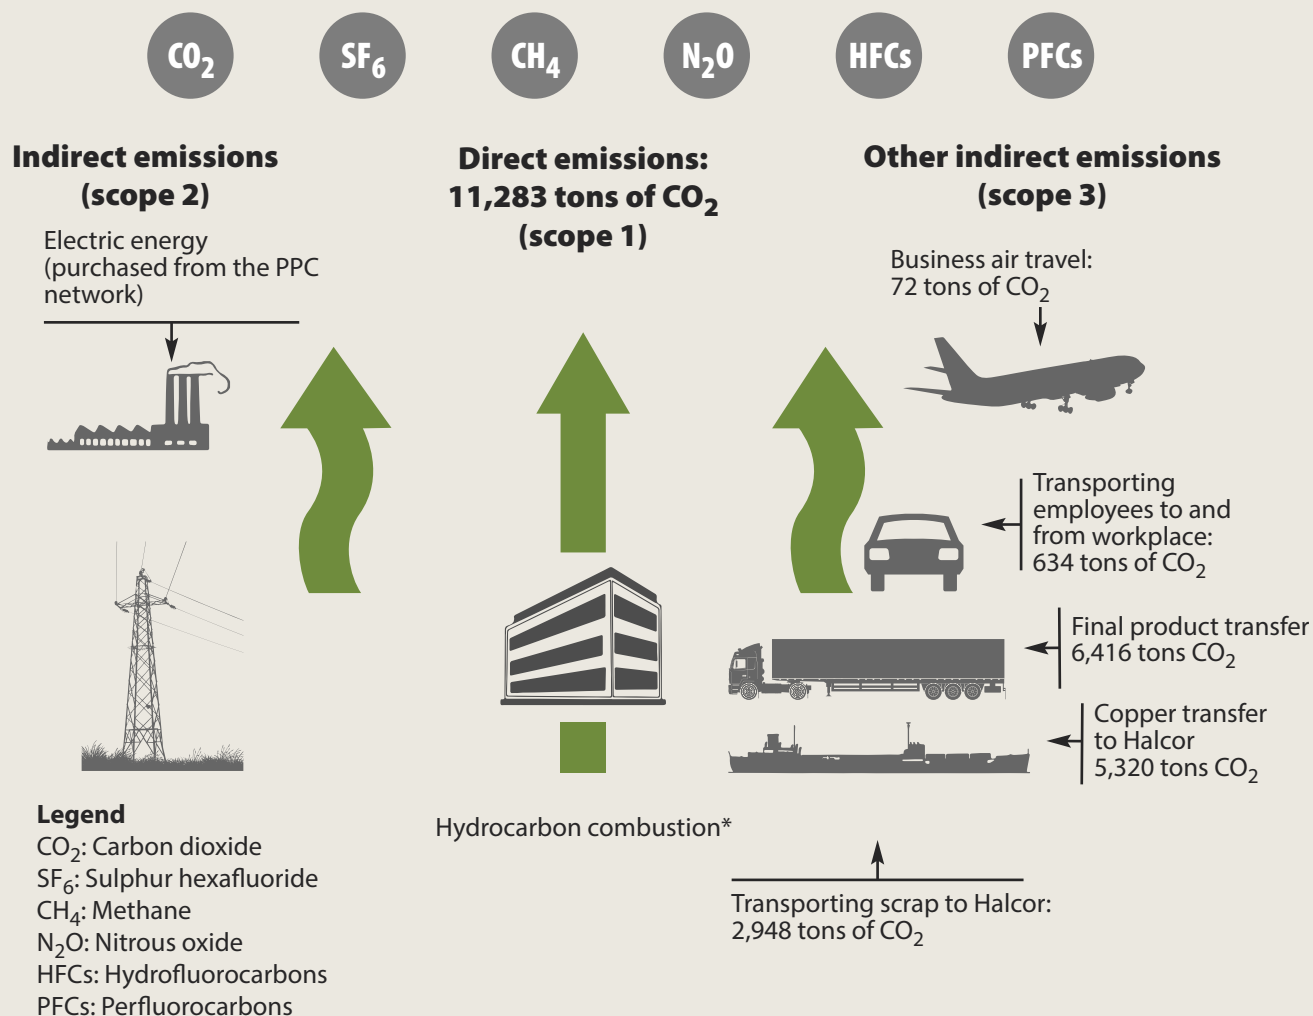 CO₂
SF₆
CH₄
N₂O
HFCs
PFCs
Indirect emissions
(scope 2)
Electric energy
(purchased from the PPC
network)
Direct emissions:
11,283 tons of CO₂
(scope 1)
Hydrocarbon combustion*
Other indirect emissions
(scope 3)
Business air travel:
72 tons of CO₂
Transporting
employees to and
from workplace:
634 tons of CO₂
Final product transfer
6,416 tons CO₂
Copper transfer
to Halcor
5,320 tons CO₂
Transporting scrap to Halcor:
2,948 tons of CO₂
Legend
CO₂: Carbon dioxide
SF₆: Sulphur hexafluoride
CH₄: Methane
N₂O: Nitrous oxide
HFCs: Hydrofluorocarbons
PFCs: Perfluorocarbons